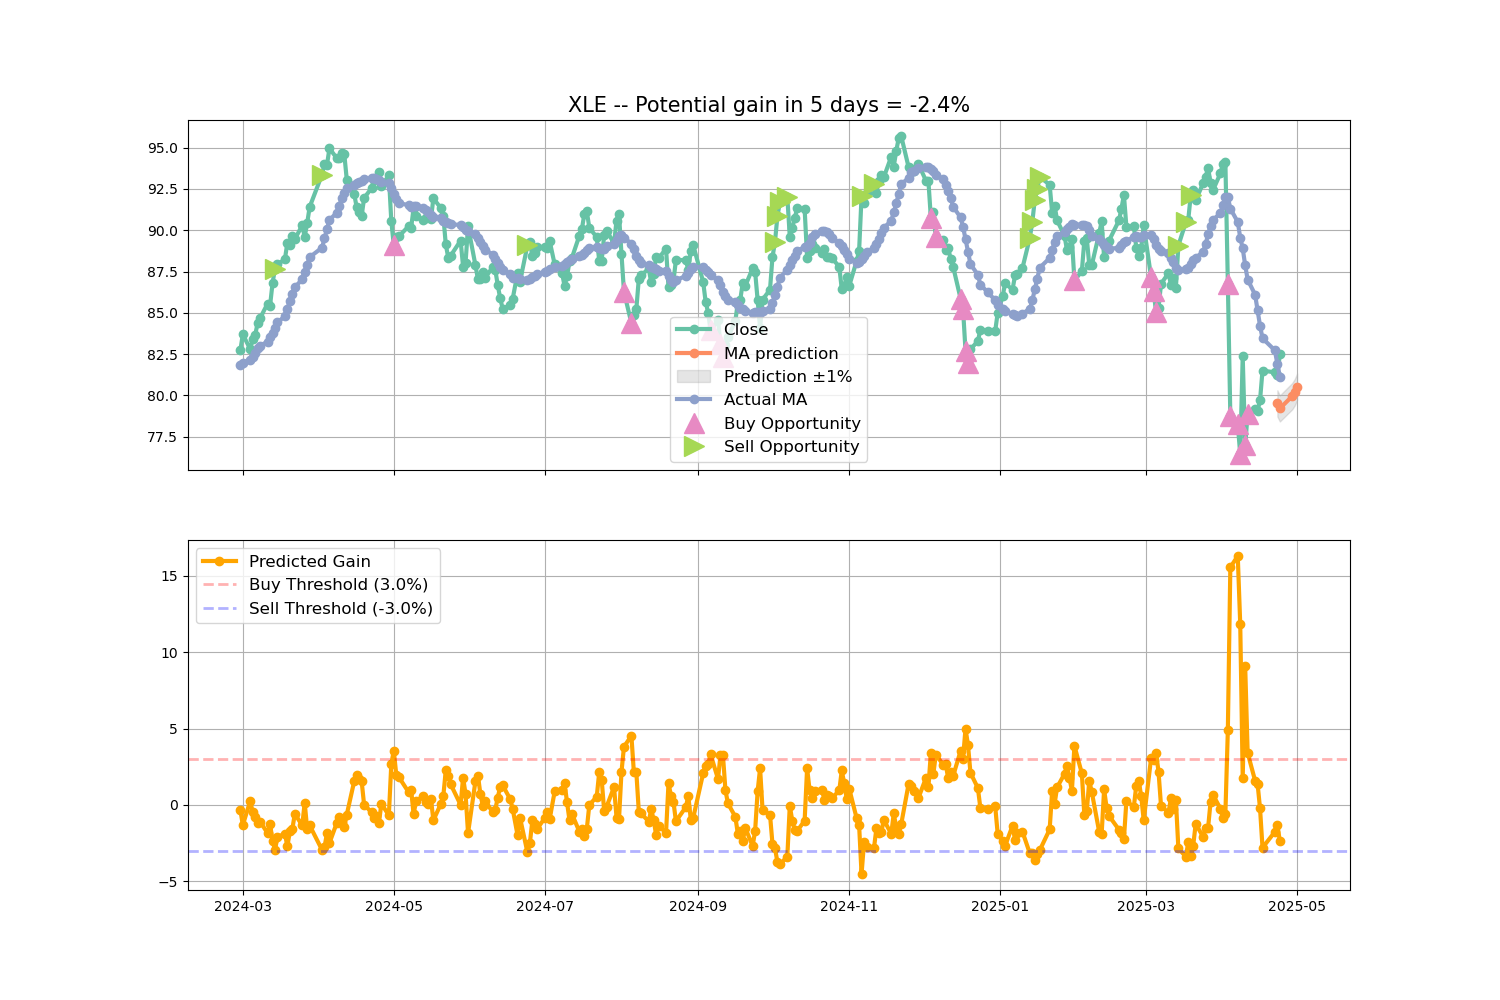 XLE -- Potential gain in 5 days = -2.4%
95.0
92.5
90.0
87.5
85.0
82.5
80.0
77.5
Close
MA prediction
Prediction ±1%
Actual MA
Buy Opportunity
Sell Opportunity
15
10
5
0
−5
Predicted Gain
Buy Threshold (3.0%)
Sell Threshold (-3.0%)
2024-03 2024-05 2024-07 2024-09 2024-11 2025-01 2025-03 2025-05